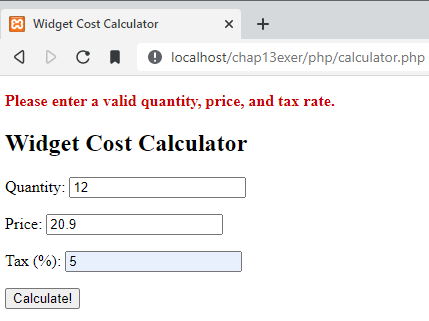 Widget Cost Calculator
localhost/chap13exer/php/calculator.php
Please enter a valid quantity, price, and tax rate.
Widget Cost Calculator
Quantity: 12
Price: 20.9
Tax (%): 5
Calculate!